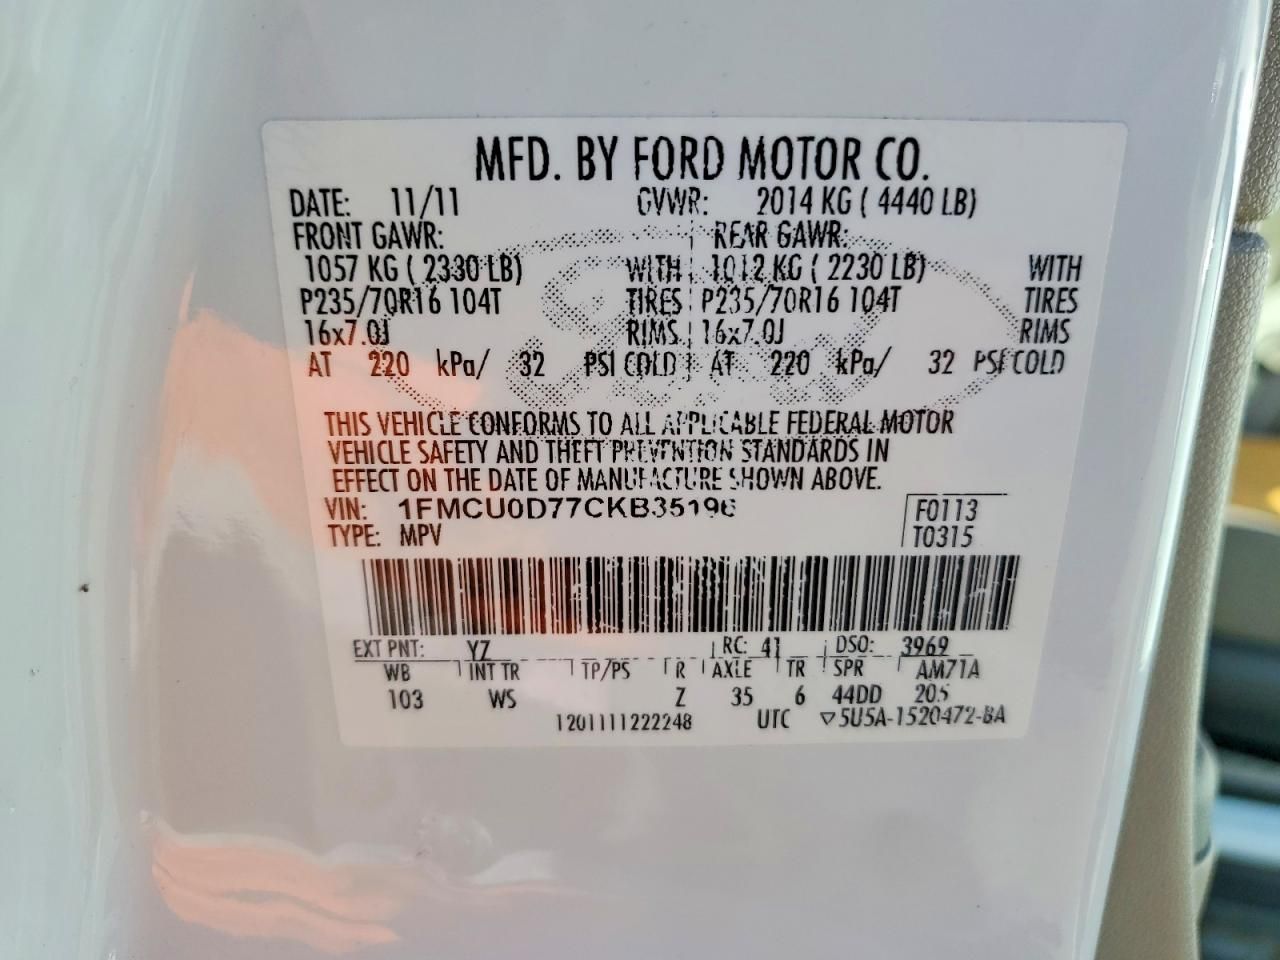 MFD. BY FORD MOTOR CO.
DATE: 11/11 GVWR: 2014 KG ( 4440 LB)
FRONT GAWR: REAR GAWR:
1057 KG ( 2330 LB) WITH 1012 KG ( 2230 LB) WITH
P235/70R16 104T TIRES P235/70R16 104T TIRES
16x7.0J RIMS 16x7.0J RIMS
AT 220 kPa/ 32 PSI COLD AT 220 kPa/ 32 PSI COLD
THIS VEHICLE CONFORMS TO ALL APPLICABLE FEDERAL MOTOR
VEHICLE SAFETY AND THEFT PREVENTION STANDARDS IN
EFFECT ON THE DATE OF MANUFACTURE SHOWN ABOVE.
VIN: 1FMCU0D77CKB35196 F0113
TYPE: MPV T0315
EXT PNT: YZ RC: 41 DSO: 3969
WB INT TR TP/PS R AXLE TR SPR AM71A
103 WS Z 35 6 44DD 205
1201111222248 UTC ▽5U5A-1520472-BA